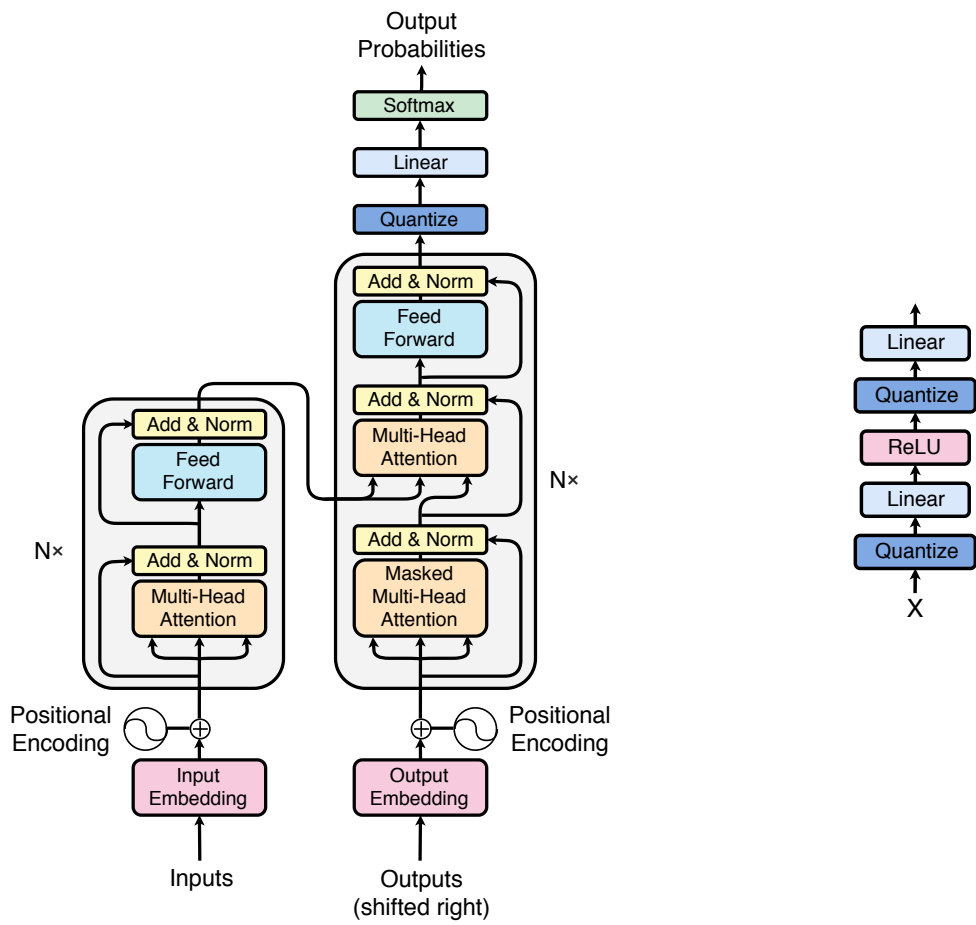 Output
Probabilities
Softmax
Linear
Quantize
Add & Norm
Feed
Forward
Add & Norm
Multi-Head
Attention
Add & Norm
Masked
Multi-Head
Attention
N×
Add & Norm
Feed
Forward
Add & Norm
Multi-Head
Attention
N×
Positional
Encoding
Positional
Encoding
Input
Embedding
Output
Embedding
Inputs
Outputs
(shifted right)
Linear
Quantize
ReLU
Linear
Quantize
X